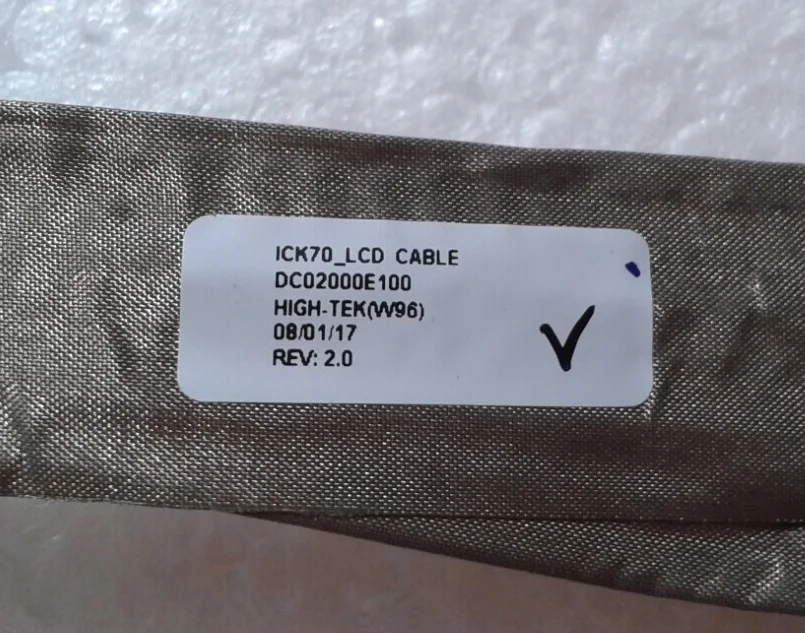 ICK70_LCD CABLE
DC02000E100
HIGH-TEK(W96)
08/01/17
REV: 2.0